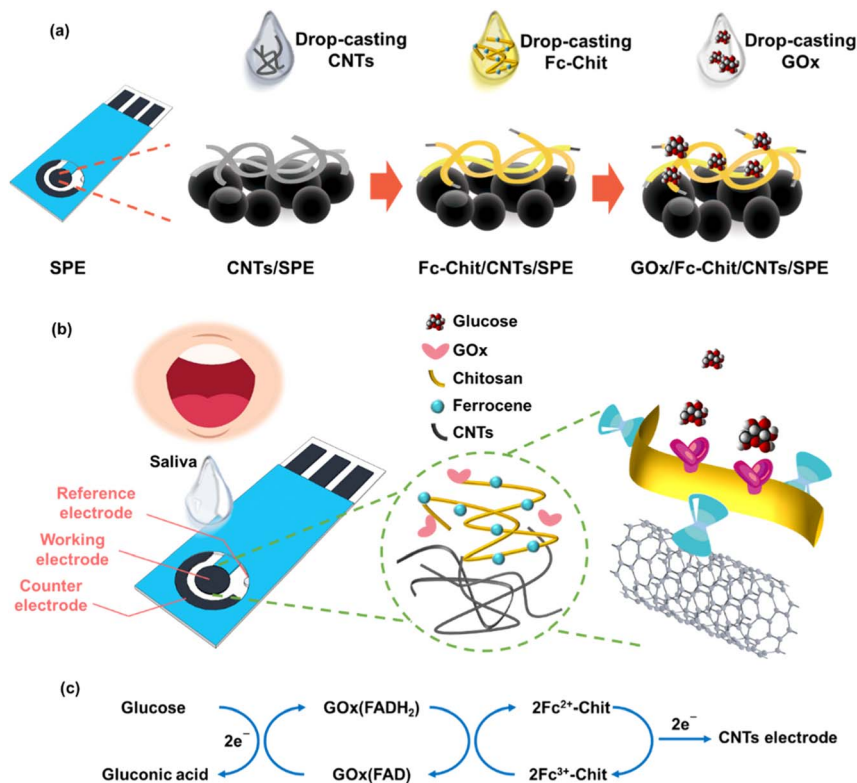 (a)
Drop-casting
CNTs
Drop-casting
Fc-Chit
Drop-casting
GOx
SPE
CNTs/SPE
Fc-Chit/CNTs/SPE
GOx/Fc-Chit/CNTs/SPE
(b)
Saliva
Reference
electrode
Working
electrode
Counter
electrode
Glucose
GOx
Chitosan
Ferrocene
CNTs
(c)
Glucose
2e⁻
Gluconic acid
GOx(FADH₂)
GOx(FAD)
2Fc²⁺-Chit
2Fc³⁺-Chit
2e⁻
CNTs electrode